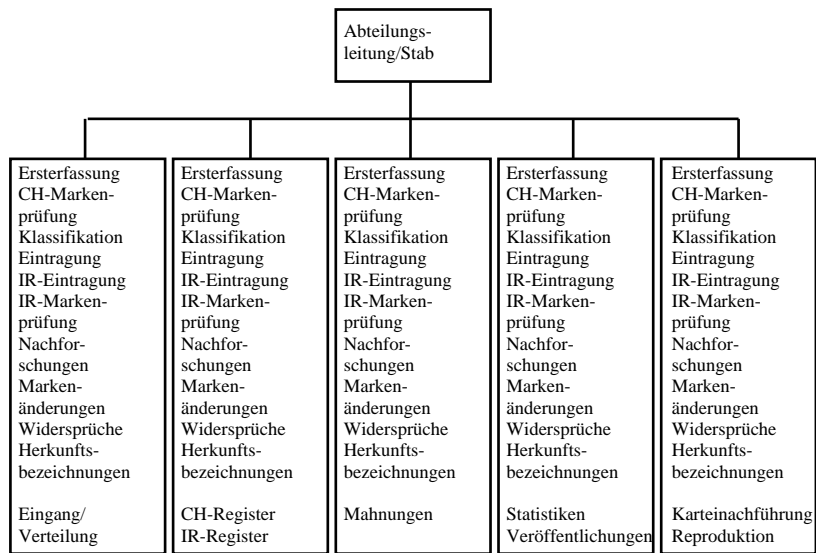 Abteilungs-
leitung/Stab
Ersterfassung
CH-Marken-
prüfung
Klassifikation
Eintragung
IR-Eintragung
IR-Marken-
prüfung
Nachfor-
schungen
Marken-
änderungen
Widersprüche
Herkunfts-
bezeichnungen
Eingang/
Verteilung
Ersterfassung
CH-Marken-
prüfung
Klassifikation
Eintragung
IR-Eintragung
IR-Marken-
prüfung
Nachfor-
schungen
Marken-
änderungen
Widersprüche
Herkunfts-
bezeichnungen
CH-Register
IR-Register
Ersterfassung
CH-Marken-
prüfung
Klassifikation
Eintragung
IR-Eintragung
IR-Marken-
prüfung
Nachfor-
schungen
Marken-
änderungen
Widersprüche
Herkunfts-
bezeichnungen
Mahnungen
Ersterfassung
CH-Marken-
prüfung
Klassifikation
Eintragung
IR-Eintragung
IR-Marken-
prüfung
Nachfor-
schungen
Marken-
änderungen
Widersprüche
Herkunfts-
bezeichnungen
Statistiken
Veröffentlichungen
Ersterfassung
CH-Marken-
prüfung
Klassifikation
Eintragung
IR-Eintragung
IR-Marken-
prüfung
Nachfor-
schungen
Marken-
änderungen
Widersprüche
Herkunfts-
bezeichnungen
Karteinachführung
Reproduktion